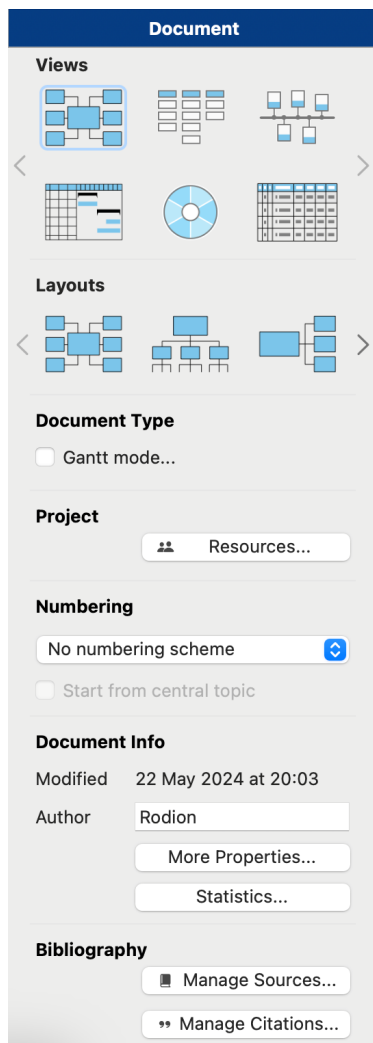 Document
Views
Layouts
Document Type
Gantt mode...
Project
Resources...
Numbering
No numbering scheme
Start from central topic
Document Info
Modified 22 May 2024 at 20:03
Author Rodion
More Properties...
Statistics...
Bibliography
Manage Sources...
Manage Citations...